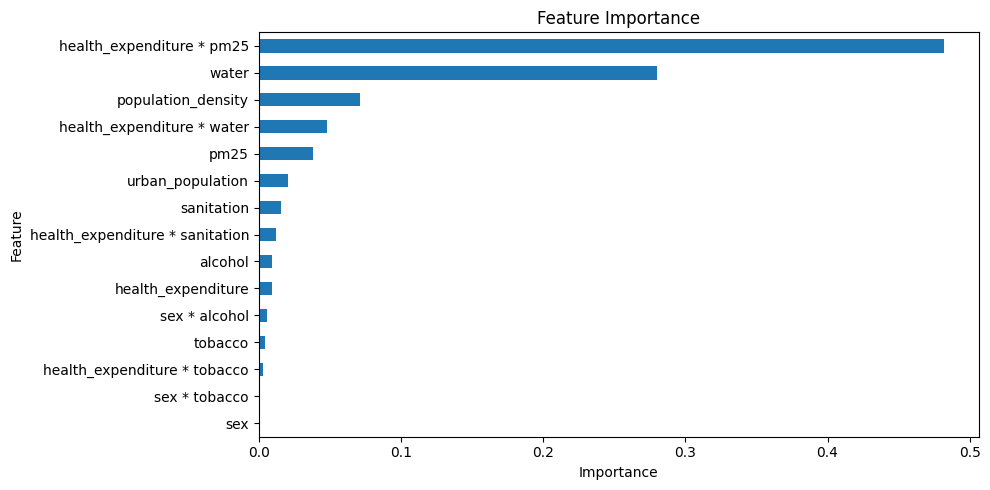 Feature Importance
health_expenditure * pm25
water
population_density
health_expenditure * water
pm25
urban_population
sanitation
health_expenditure * sanitation
alcohol
health_expenditure
sex * alcohol
tobacco
health_expenditure * tobacco
sex * tobacco
sex
Feature
0.0 0.1 0.2 0.3 0.4 0.5
Importance